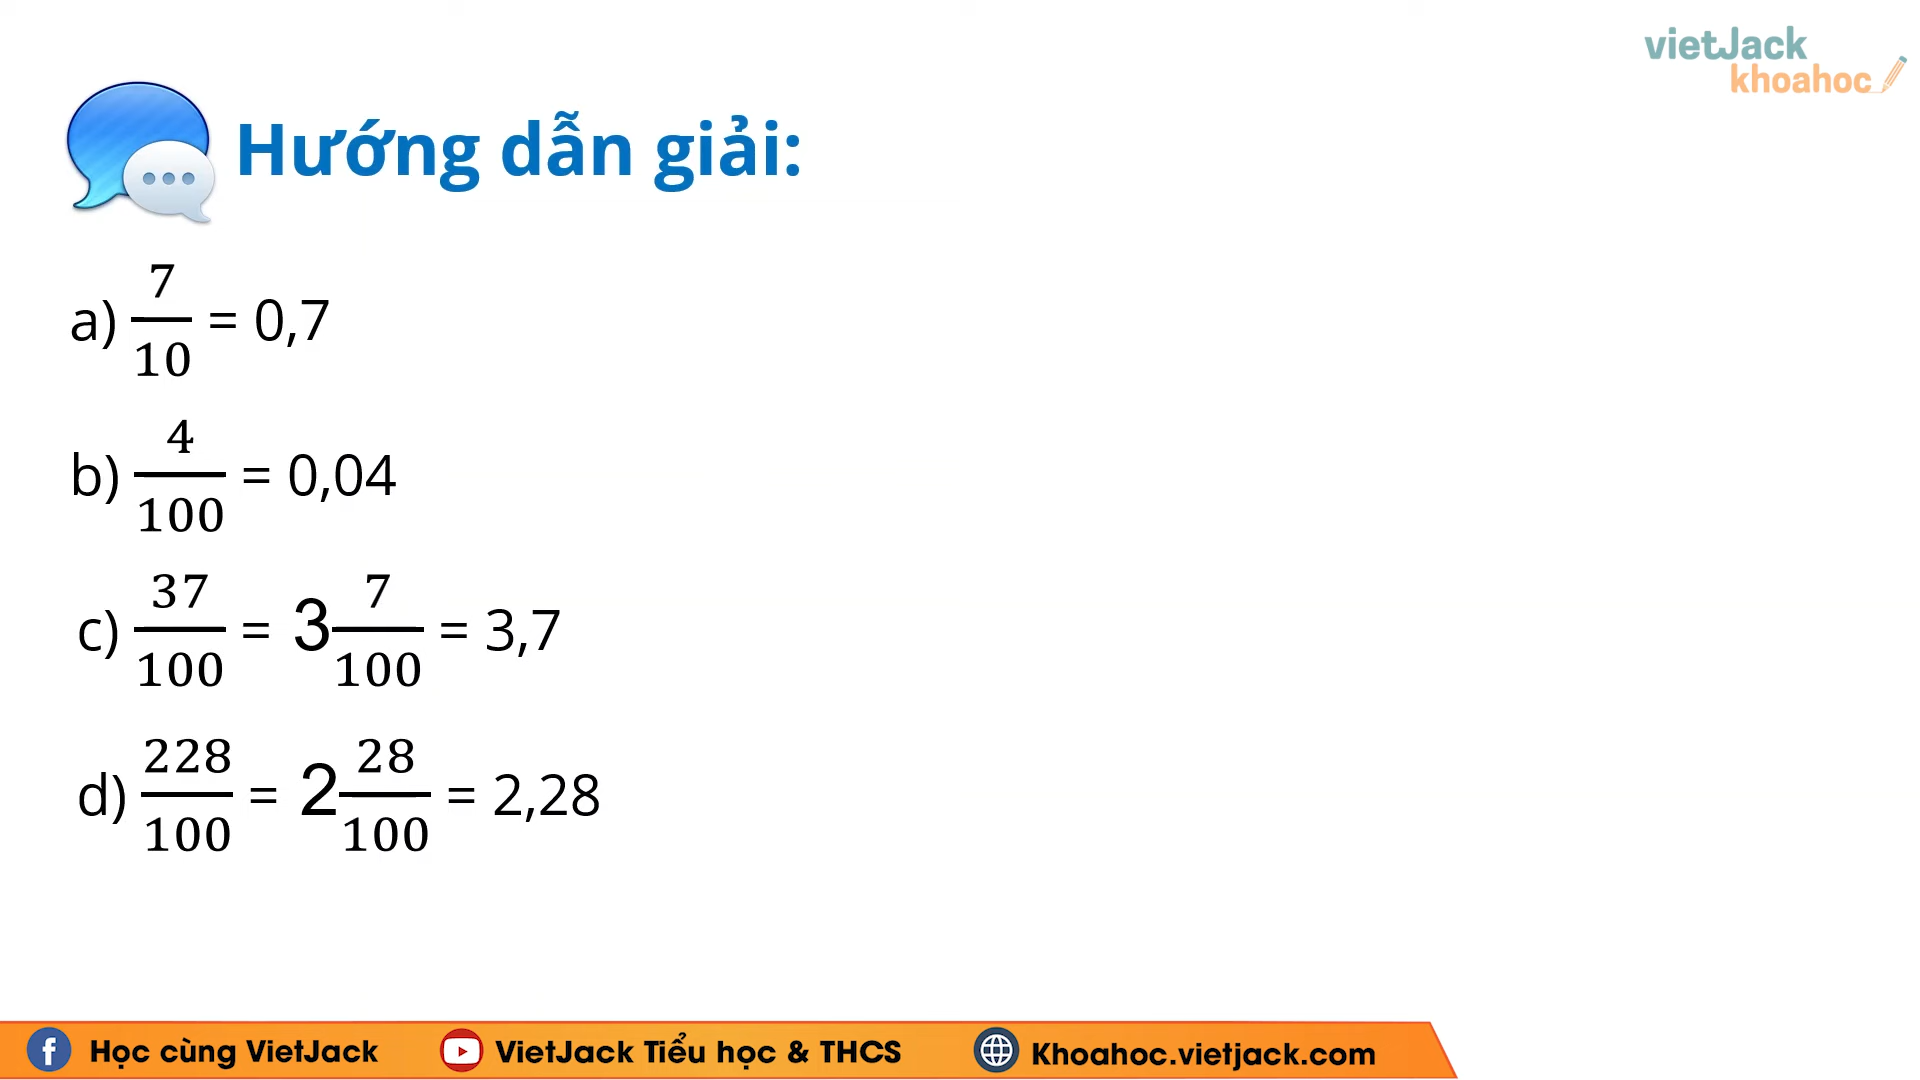 vietJack
khoahoc
Hướng dẫn giải:
a) 7/10 = 0,7
b) 4/100 = 0,04
c) 37/100 = 3 7/100 = 3,7
d) 228/100 = 2 28/100 = 2,28
Học cùng VietJack
VietJack Tiểu học & THCS
Khoahoc.vietjack.com